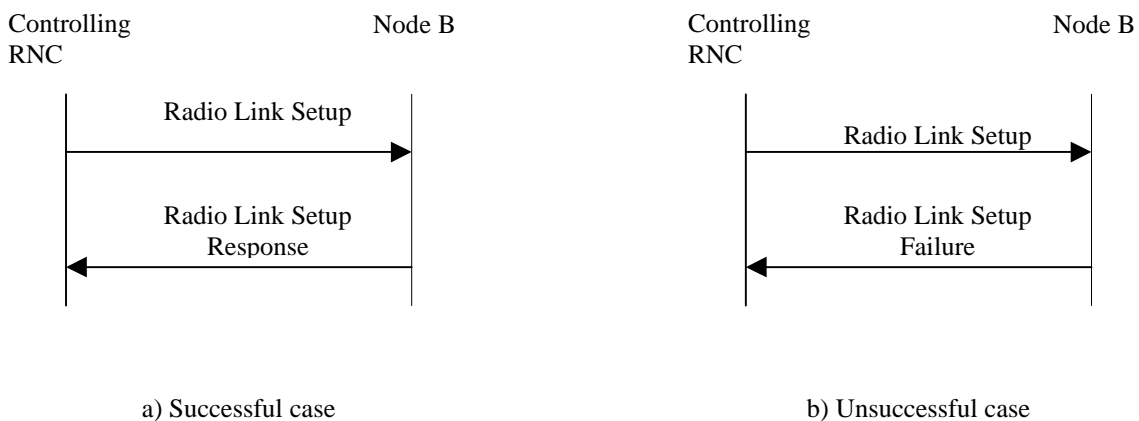 Controlling
RNC
Node B
Radio Link Setup
Radio Link Setup
Response
a) Successful case
Controlling
RNC
Node B
Radio Link Setup
Radio Link Setup
Failure
b) Unsuccessful case